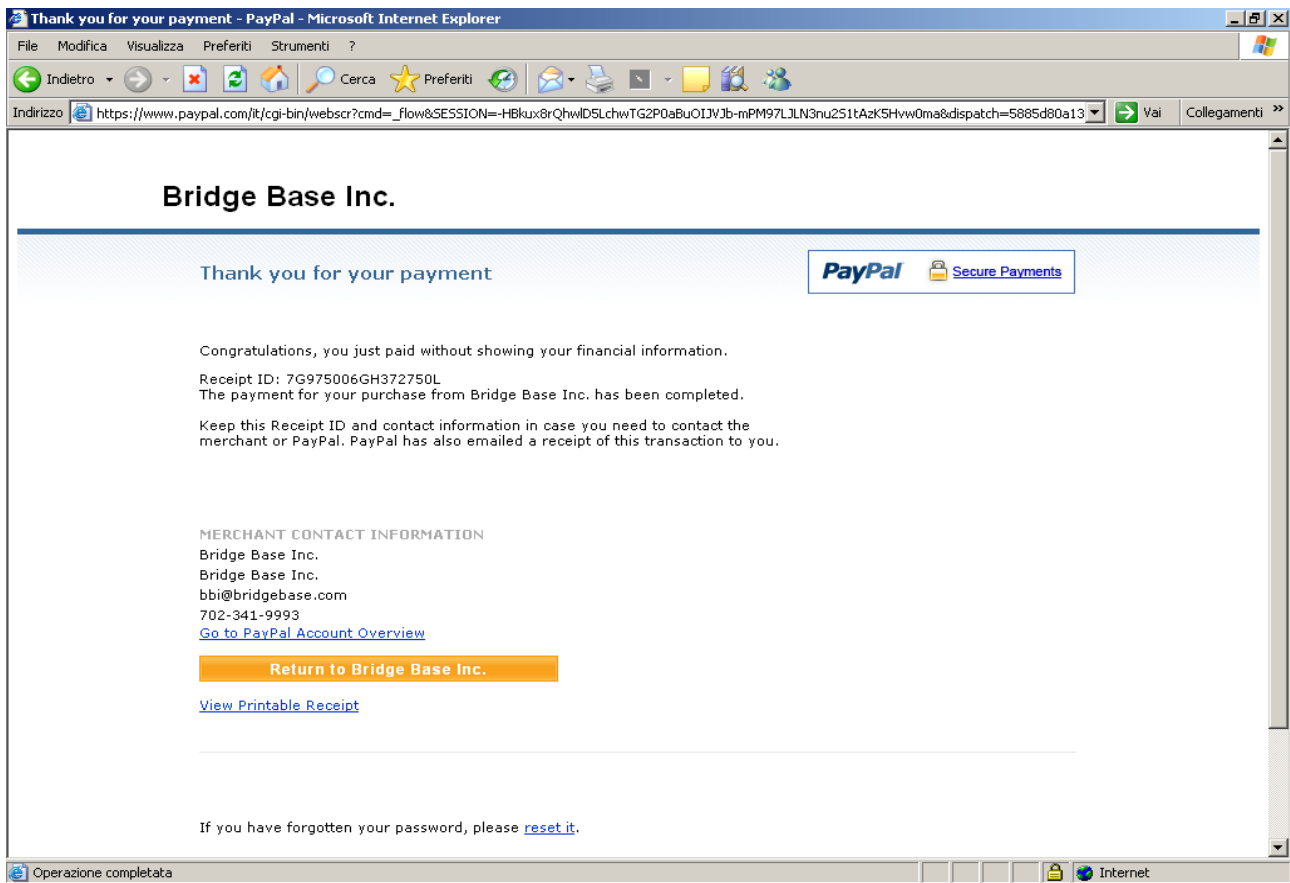 Thank you for your payment - PayPal - Microsoft Internet Explorer
File Modifica Visualizza Preferiti Strumenti ?
Indietro Cerca Preferiti
Indirizzo https://www.paypal.com/it/cgi-bin/webscr?cmd=_flow&SESSION=-HBkux8rQhwlD5LchwTG2P0aBuOIJVJb-mPM97LJLN3nu2S1tAzK5Hvw0ma&dispatch=5885d80a13 Vai Collegamenti »
Bridge Base Inc.
Thank you for your payment
PayPal Secure Payments
Congratulations, you just paid without showing your financial information.
Receipt ID: 7G975006GH372750L
The payment for your purchase from Bridge Base Inc. has been completed.
Keep this Receipt ID and contact information in case you need to contact the
merchant or PayPal. PayPal has also emailed a receipt of this transaction to you.
MERCHANT CONTACT INFORMATION
Bridge Base Inc.
Bridge Base Inc.
bbi@bridgebase.com
702-341-9993
Go to PayPal Account Overview
Return to Bridge Base Inc.
View Printable Receipt
If you have forgotten your password, please reset it.
Operazione completata Internet